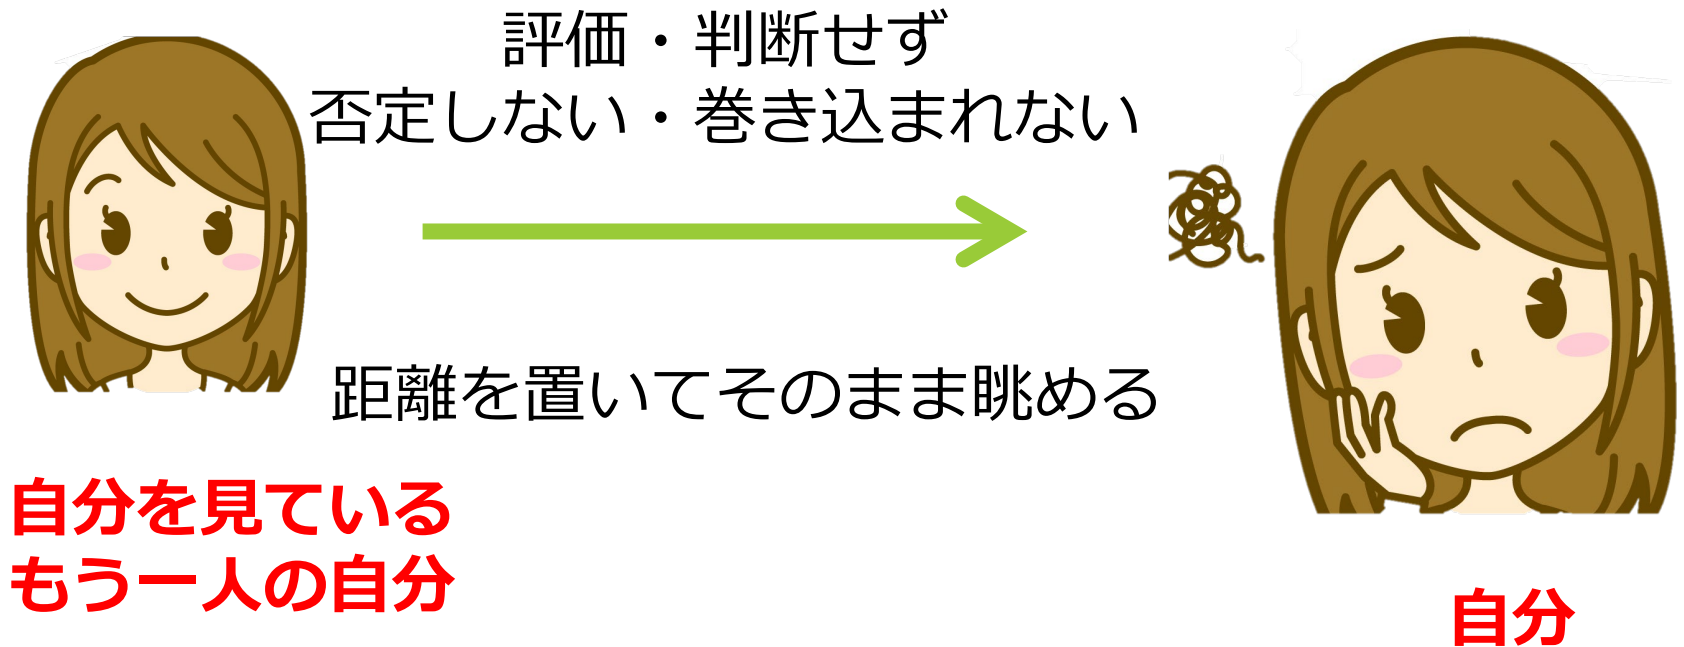 評価・判断せず
否定しない・巻き込まれない
距離を置いてそのまま眺める
自分を見ている
もう一人の自分
自分